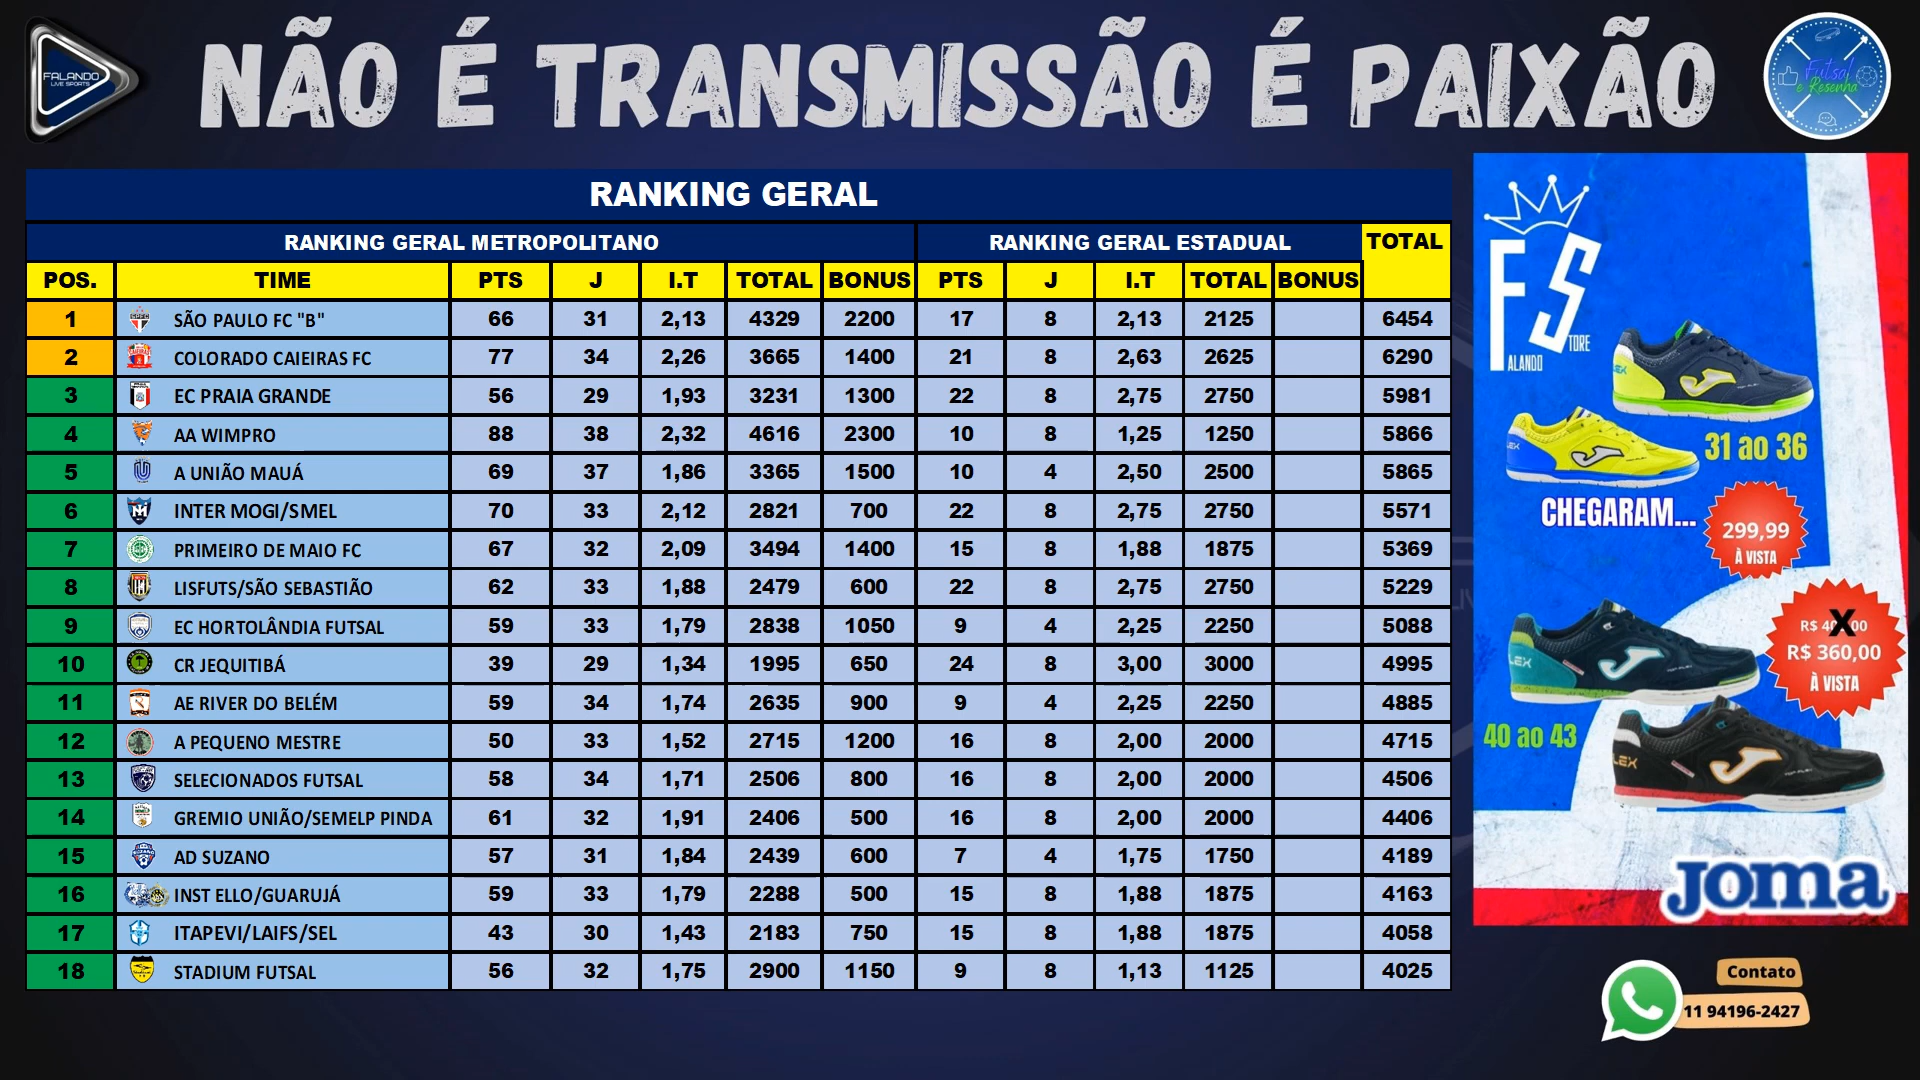 NÃO É TRANSMISSÃO É PAIXÃO
FALANDO
LIVE SPORTS
Futsal
e Resenha
RANKING GERAL
RANKING GERAL METROPOLITANO RANKING GERAL ESTADUAL TOTAL
POS. TIME PTS J I.T TOTAL BONUS PTS J I.T TOTAL BONUS
1 SÃO PAULO FC "B" 66 31 2,13 4329 2200 17 8 2,13 2125 6454
2 COLORADO CAIEIRAS FC 77 34 2,26 3665 1400 21 8 2,63 2625 6290
3 EC PRAIA GRANDE 56 29 1,93 3231 1300 22 8 2,75 2750 5981
4 AA WIMPRO 88 38 2,32 4616 2300 10 8 1,25 1250 5866
5 A UNIÃO MAUÁ 69 37 1,86 3365 1500 10 4 2,50 2500 5865
6 INTER MOGI/SMEL 70 33 2,12 2821 700 22 8 2,75 2750 5571
7 PRIMEIRO DE MAIO FC 67 32 2,09 3494 1400 15 8 1,88 1875 5369
8 LISFUTS/SÃO SEBASTIÃO 62 33 1,88 2479 600 22 8 2,75 2750 5229
9 EC HORTOLÂNDIA FUTSAL 59 33 1,79 2838 1050 9 4 2,25 2250 5088
10 CR JEQUITIBÁ 39 29 1,34 1995 650 24 8 3,00 3000 4995
11 AE RIVER DO BELÉM 59 34 1,74 2635 900 9 4 2,25 2250 4885
12 A PEQUENO MESTRE 50 33 1,52 2715 1200 16 8 2,00 2000 4715
13 SELECIONADOS FUTSAL 58 34 1,71 2506 800 16 8 2,00 2000 4506
14 GREMIO UNIÃO/SEMELP PINDA 61 32 1,91 2406 500 16 8 2,00 2000 4406
15 AD SUZANO 57 31 1,84 2439 600 7 4 1,75 1750 4189
16 INST ELLO/GUARUJÁ 59 33 1,79 2288 500 15 8 1,88 1875 4163
17 ITAPEVI/LAIFS/SEL 43 30 1,43 2183 750 15 8 1,88 1875 4058
18 STADIUM FUTSAL 56 32 1,75 2900 1150 9 8 1,13 1125 4025
FALANDO
STORE
31 ao 36
CHEGARAM...
299,99
À VISTA
R$ 360,00
À VISTA
40 ao 43
Joma
Contato
11 94196-2427